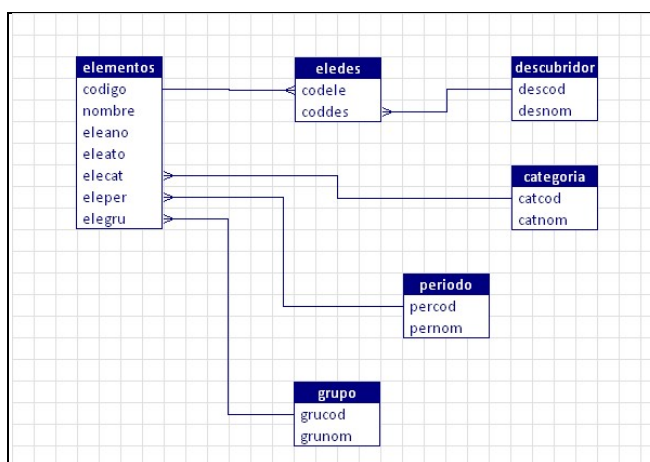 elementos
codigo
nombre
eleano
eleato
elecat
eleper
elegru
eledes
codele
coddes
descubridor
descod
desnom
categoria
catcod
catnom
periodo
percod
pernom
grupo
grucod
grunom